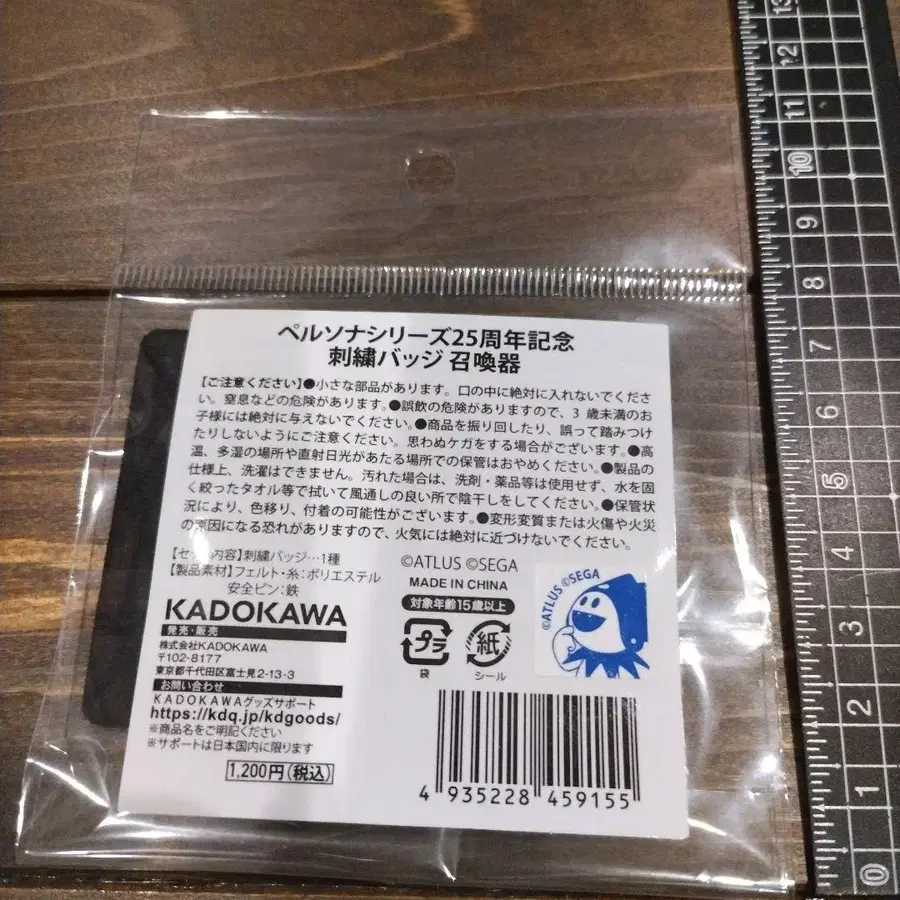 ペルソナシリーズ25周年記念
刺繍バッジ 召喚器
【ご注意ください】●小さな部品があります。口の中に絶対に入れないでくださ
い。窒息などの危険があります。●誤飲の危険がありますので、3歳未満のお
子様には絶対に与えないでください。●商品を振り回したり、誤って踏みつけ
たりしないようにご注意ください。思わぬケガをする場合がございます。●高
温、多湿の場所や直射日光があたる場所での保管はおやめください。●製品の
仕様上、洗濯はできません。汚れた場合は、洗剤・薬品等は使用せず、水を固
く絞ったタオル等で拭いて風通しの良い所で陰干しをしてください。●保管状
況により、色移り、付着の可能性がございます。●変形変質または火傷や火災
の原因になる恐れがありますので、火気には絶対に近づけないでください。
【セット内容】刺繍バッジ…1種
【製品素材】フェルト・糸:ポリエステル
安全ピン:鉄
KADOKAWA
発売・販売
株式会社KADOKAWA
〒102-8177
東京都千代田区富士見2-13-3
お問い合わせ
KADOKAWAグッズサポート
https://kdq.jp/kdgoods/
※商品名をご明記ください
※サポートは日本国内に限ります
1,200円(税込)
©ATLUS ©SEGA
MADE IN CHINA
対象年齢15歳以上
プラ
袋
紙
シール
©ATLUS ©SEGA
4 935228 459155
13
12
11
10
9
8
7
6
5
4
3
2
1
0